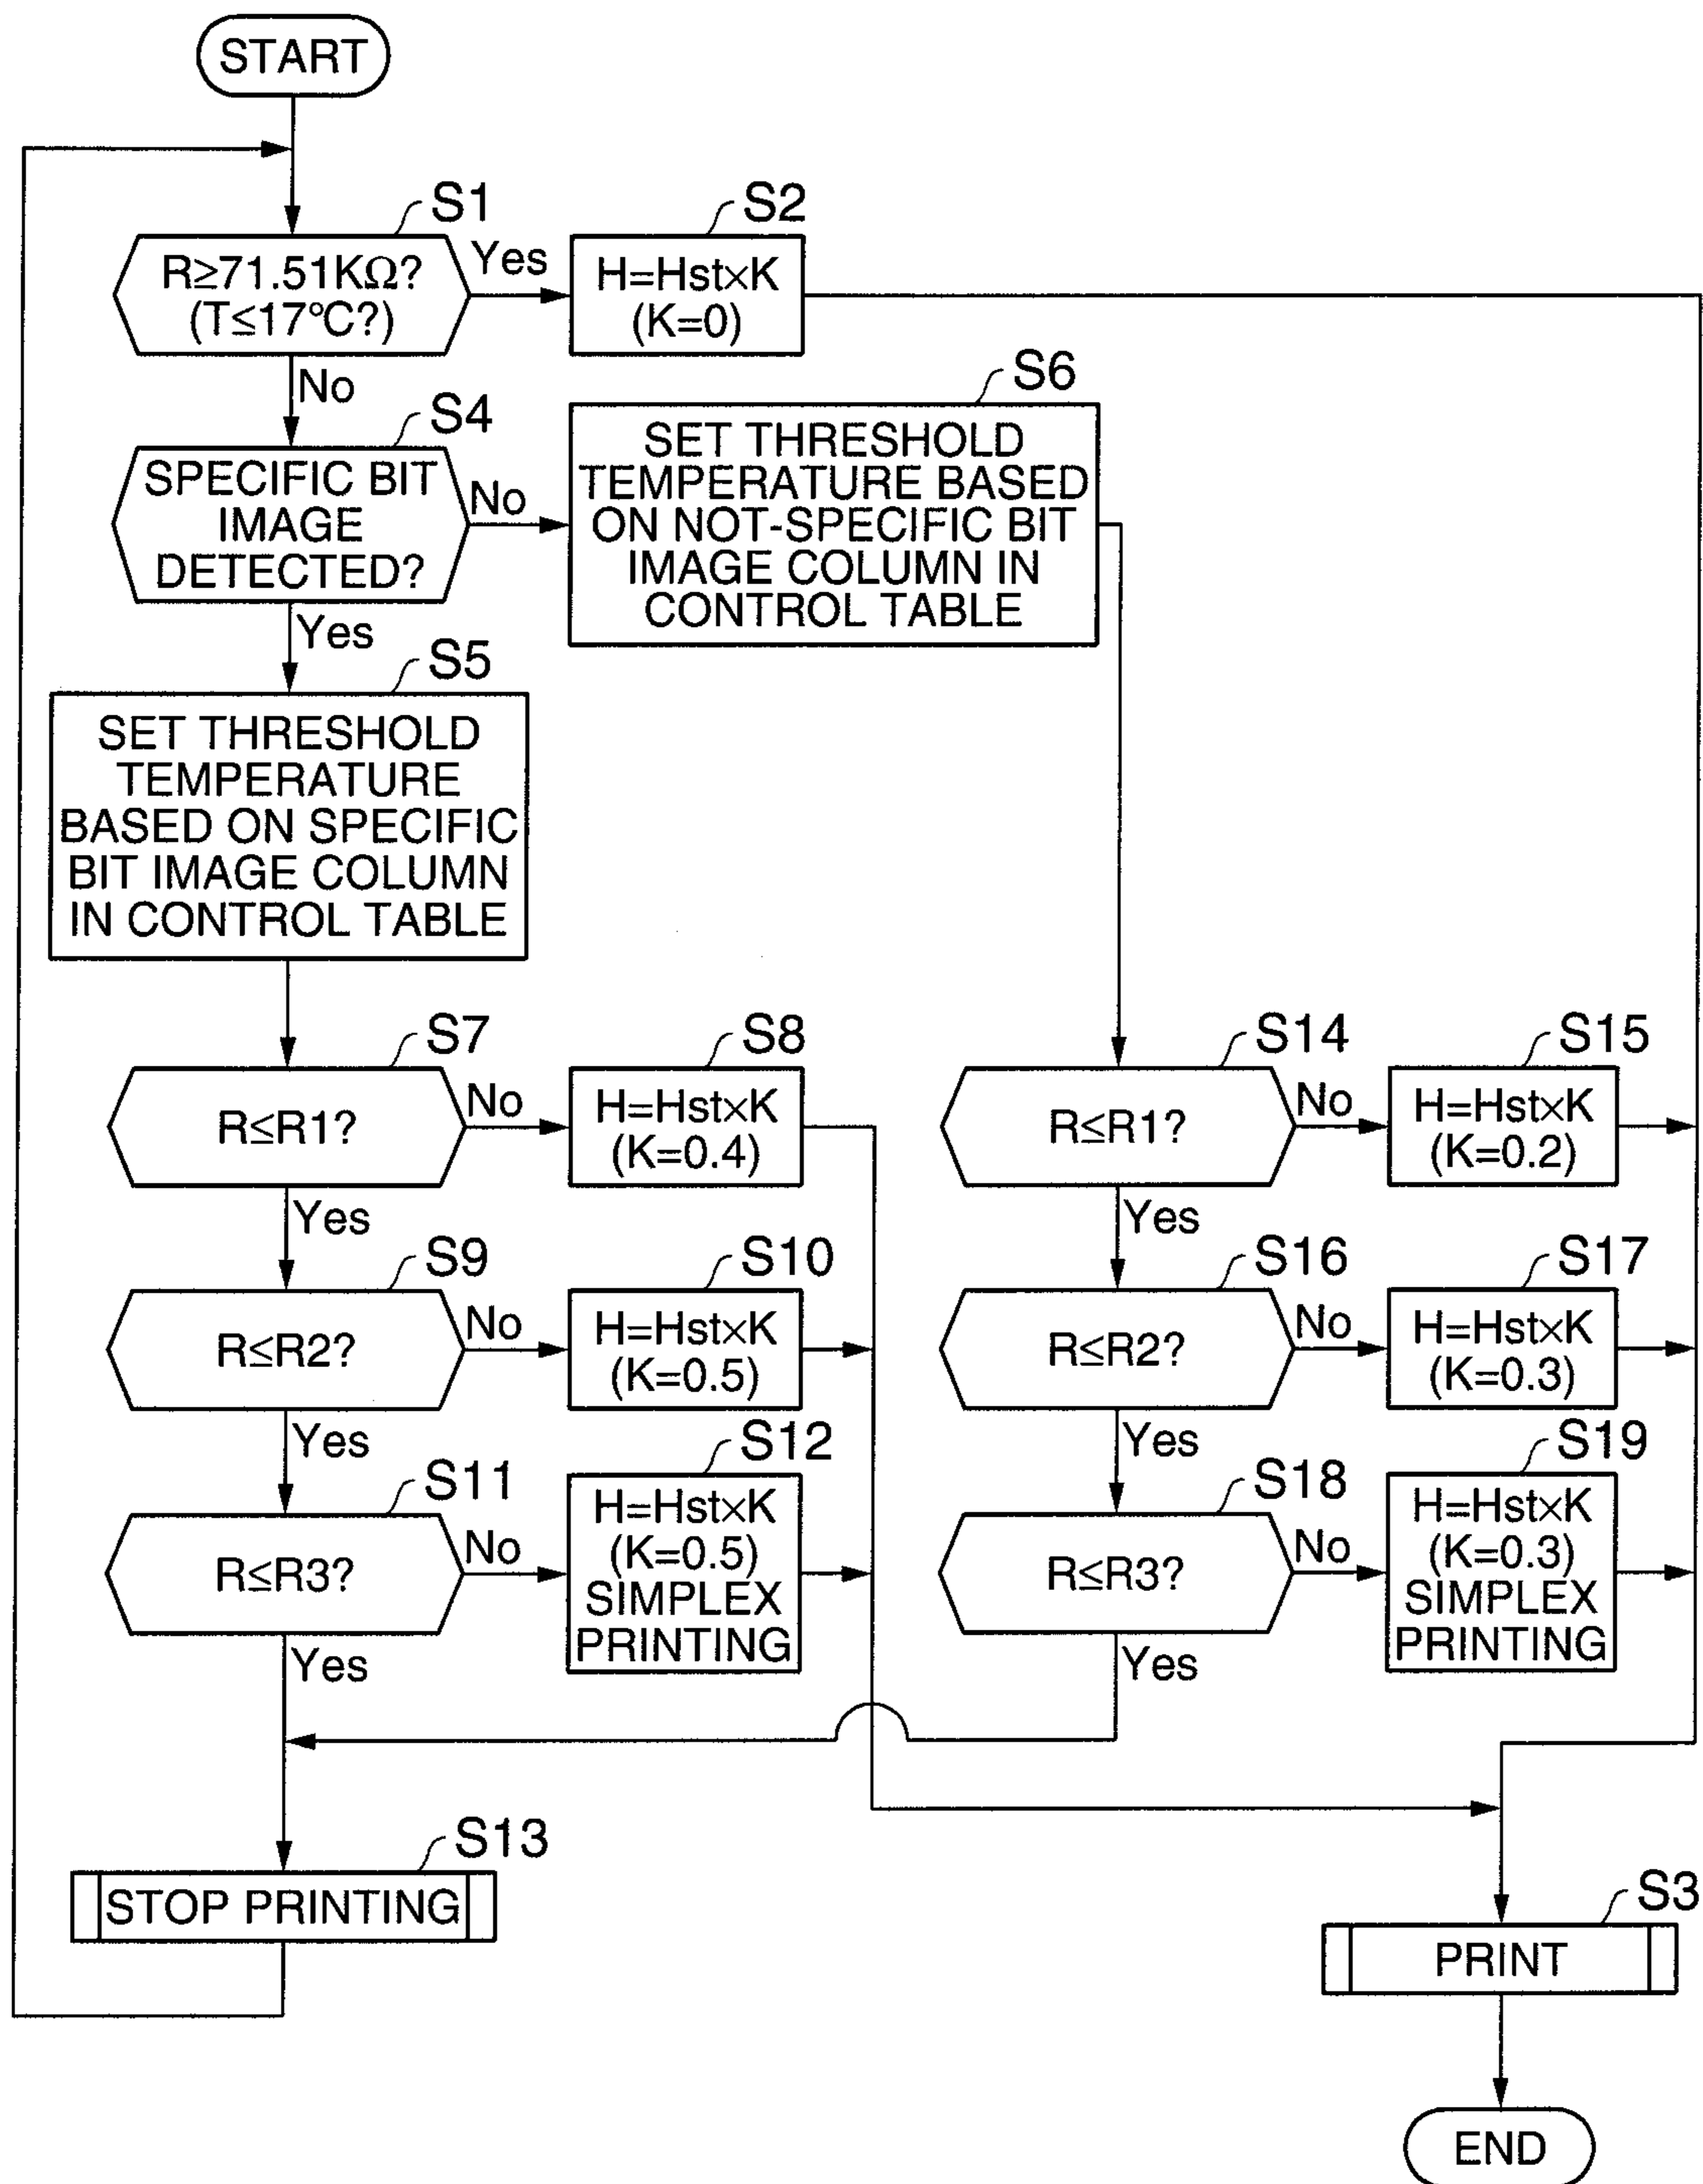 START
S1
R≥71.51KΩ?
(T≤17°C?)
Yes
S2
H=Hst×K
(K=0)
No
S4
SPECIFIC BIT
IMAGE
DETECTED?
No
S6
SET THRESHOLD
TEMPERATURE BASED
ON NOT-SPECIFIC BIT
IMAGE COLUMN IN
CONTROL TABLE
Yes
S5
SET THRESHOLD
TEMPERATURE
BASED ON SPECIFIC
BIT IMAGE COLUMN
IN CONTROL TABLE
S7
R≤R1?
No
S8
H=Hst×K
(K=0.4)
S14
R≤R1?
No
S15
H=Hst×K
(K=0.2)
Yes
Yes
S9
R≤R2?
No
S10
H=Hst×K
(K=0.5)
S16
R≤R2?
No
S17
H=Hst×K
(K=0.3)
Yes
Yes
S11
R≤R3?
No
S12
H=Hst×K
(K=0.5)
SIMPLEX
PRINTING
S18
R≤R3?
No
S19
H=Hst×K
(K=0.3)
SIMPLEX
PRINTING
Yes
Yes
S13
STOP PRINTING
S3
PRINT
END